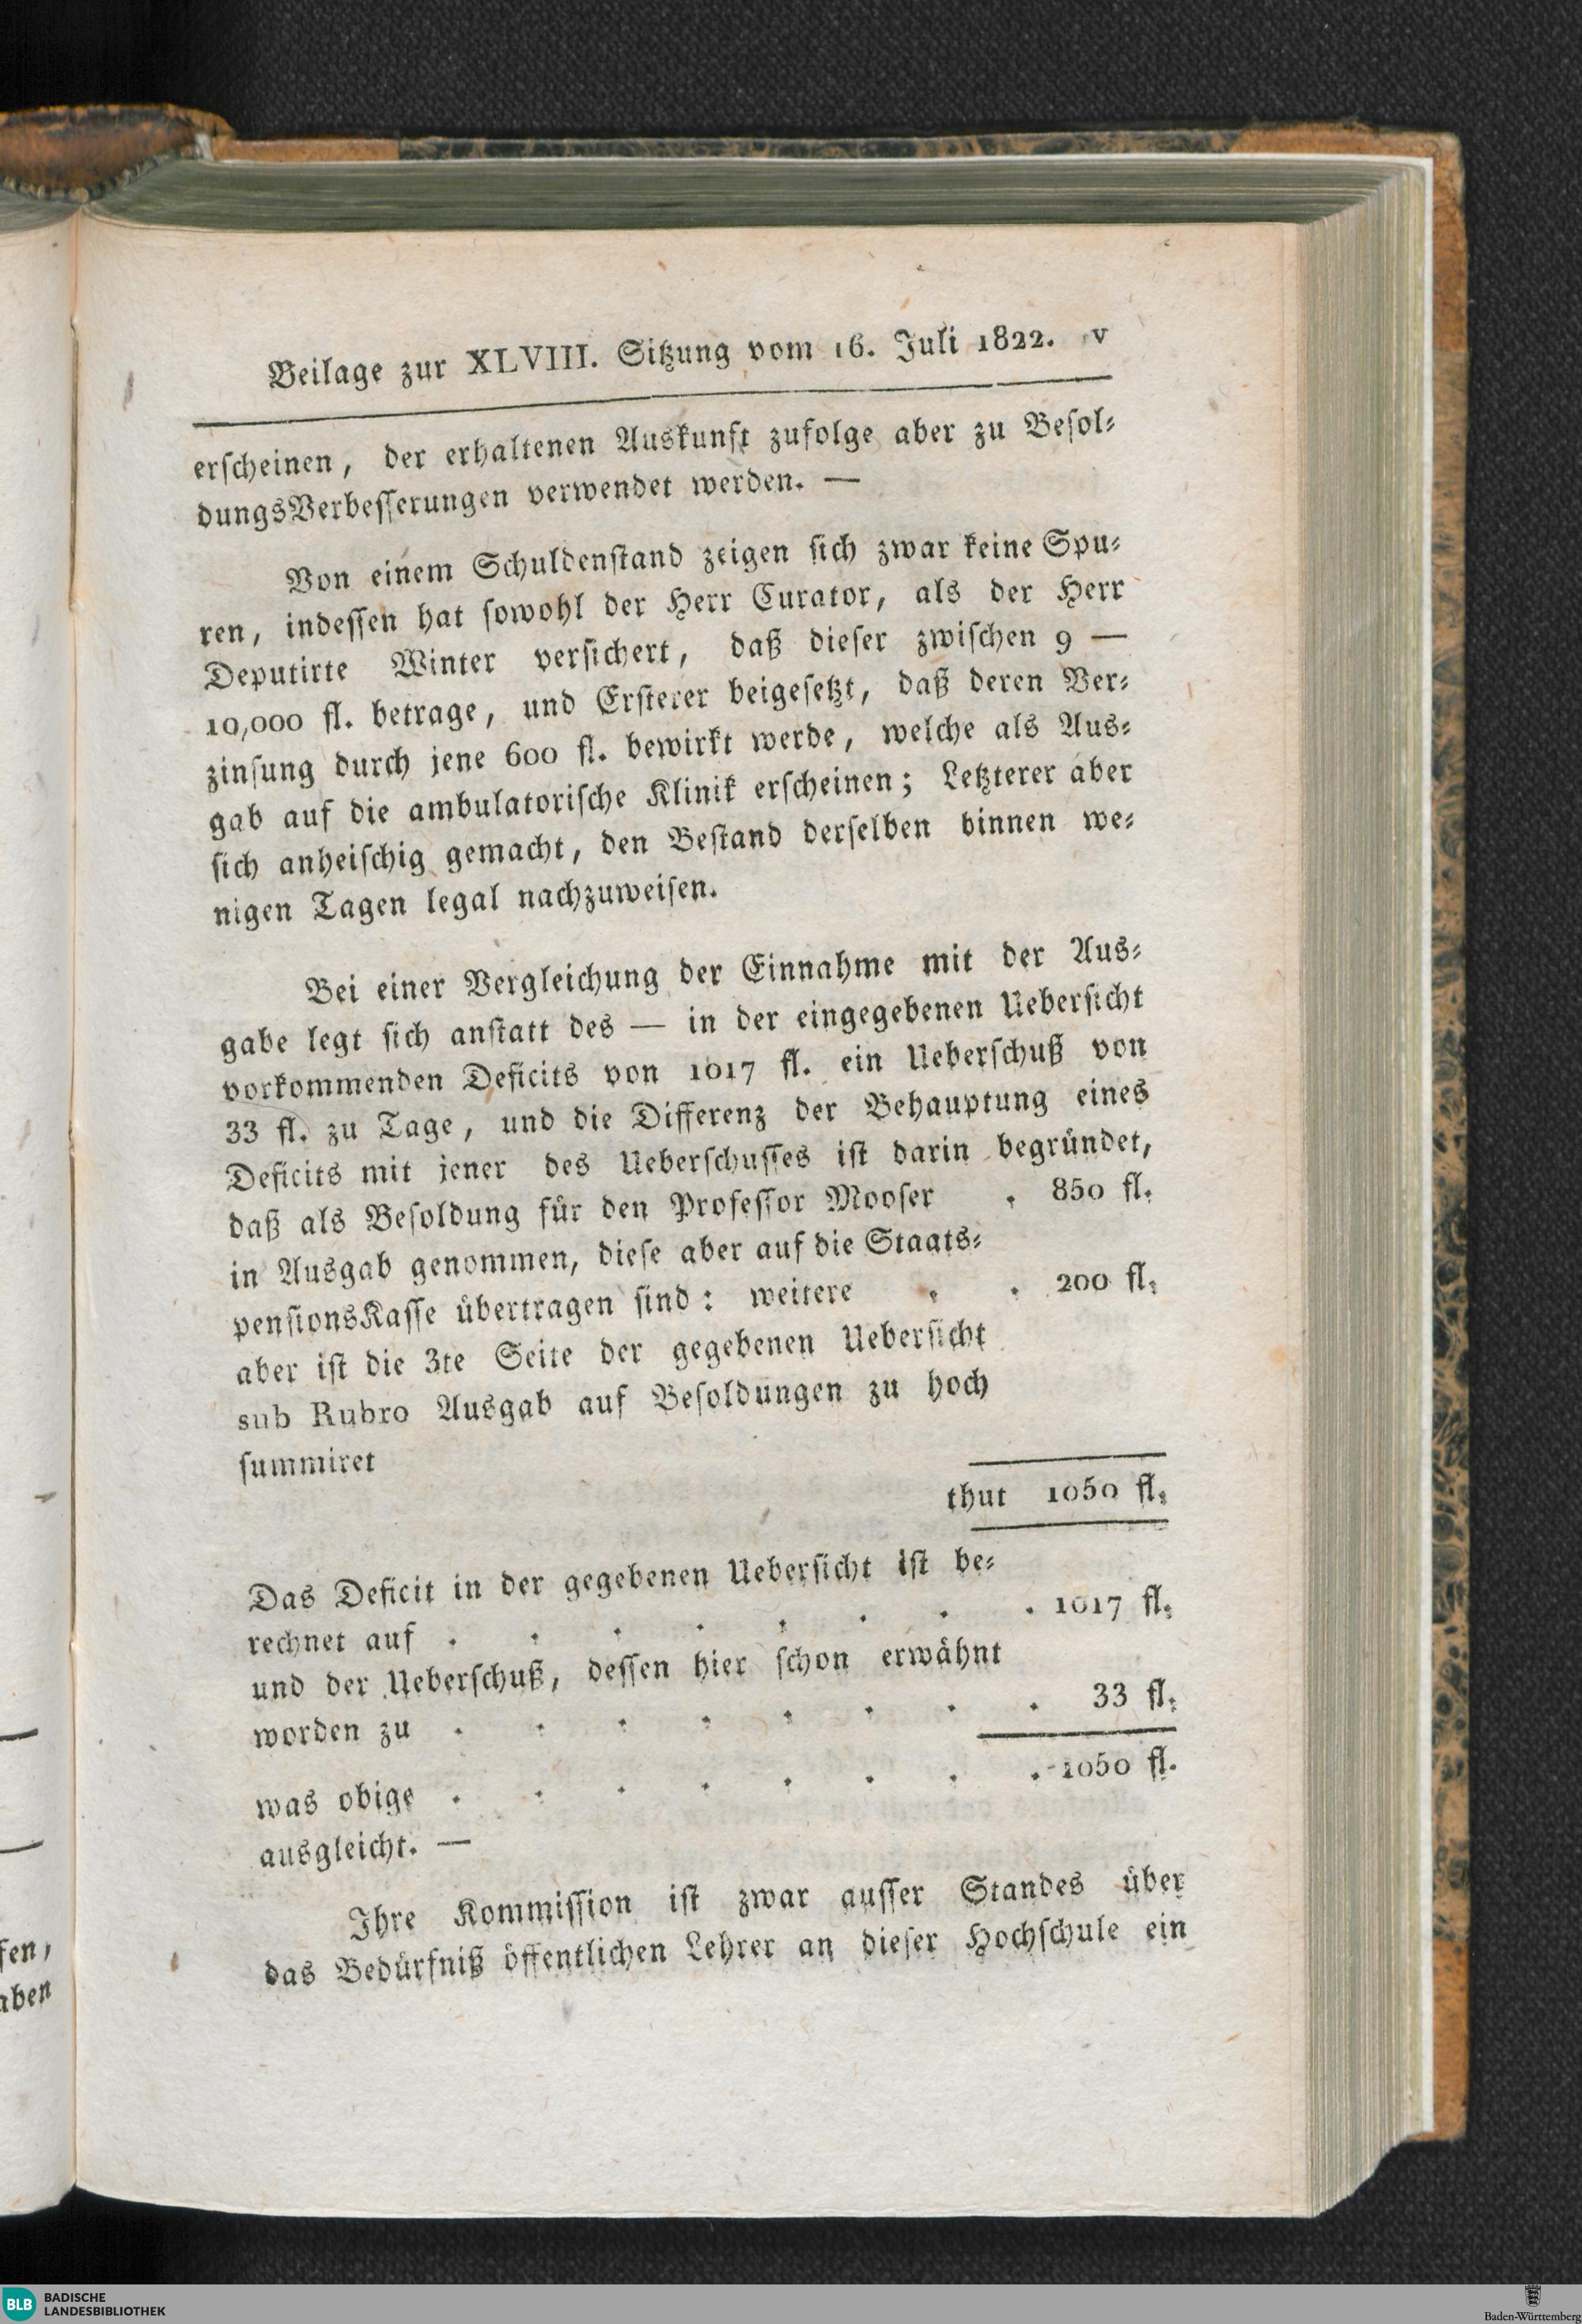 Beilage zur XLVIII. Sitzung vom 16. Juli 1822. v
erſcheinen, der erhaltenen Auskunft zufolge aber zu Beſol⸗
dungsVerbeſſerungen verwendet werden. —
Von einem Schuldenſtand zeigen ſich zwar keine Spu⸗
ren, indeſſen hat ſowohl der Herr Curator, als der Herr
Deputirte Winter verſichert, daß dieſer zwiſchen 9 —
10,000 fl. betrage, und Erſterer beigeſetzt, daß deren Ver⸗
zinſung durch jene 600 fl. bewirkt werde, welche als Aus⸗
gab auf die ambulatoriſche Klinik erſcheinen; Letzterer aber
ſich anheiſchig gemacht, den Beſtand derſelben binnen we⸗
nigen Tagen legal nachzuweiſen.
Bei einer Vergleichung der Einnahme mit der Aus⸗
gabe legt ſich anſtatt des — in der eingegebenen Ueberſicht
vorkommenden Deficits von 1017 fl. ein Ueberſchuß von
33 fl. zu Tage, und die Differenz der Behauptung eines
Deficits mit jener des Ueberſchuſſes iſt darin begründet,
daß als Beſoldung für den Profeſſor Mooſer . 850 fl.
in Ausgab genommen, dieſe aber auf die Staats⸗
penſionsKaſſe übertragen ſind: weitere . . 200 fl.
aber iſt die 3te Seite der gegebenen Ueberſicht
sub Rubro Ausgab auf Beſoldungen zu hoch
ſummiret
thut 1050 fl.
Das Deficit in der gegebenen Ueberſicht iſt be⸗
rechnet auf . . . . . . . . 1017 fl.
und der Ueberſchuß, deſſen hier ſchon erwähnt
worden zu . . . . . . . . 33 fl.
was obige . . . . . . . . 1050 fl.
ausgleicht. —
Ihre Kommiſſion iſt zwar auſſer Standes über
das Bedürfniß öffentlichen Lehrer an dieſer Hochſchule ein
fen,
aben
BLB BADISCHE
LANDESBIBLIOTHEK
Baden-Württemberg